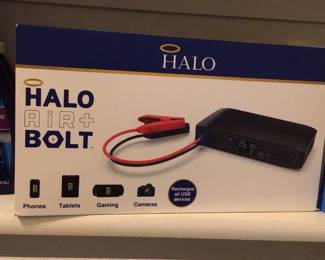 HALO
HALO
AiR+
BOLT
Phones
Tablets
Gaming
Cameras
Recharges
all USB
devices